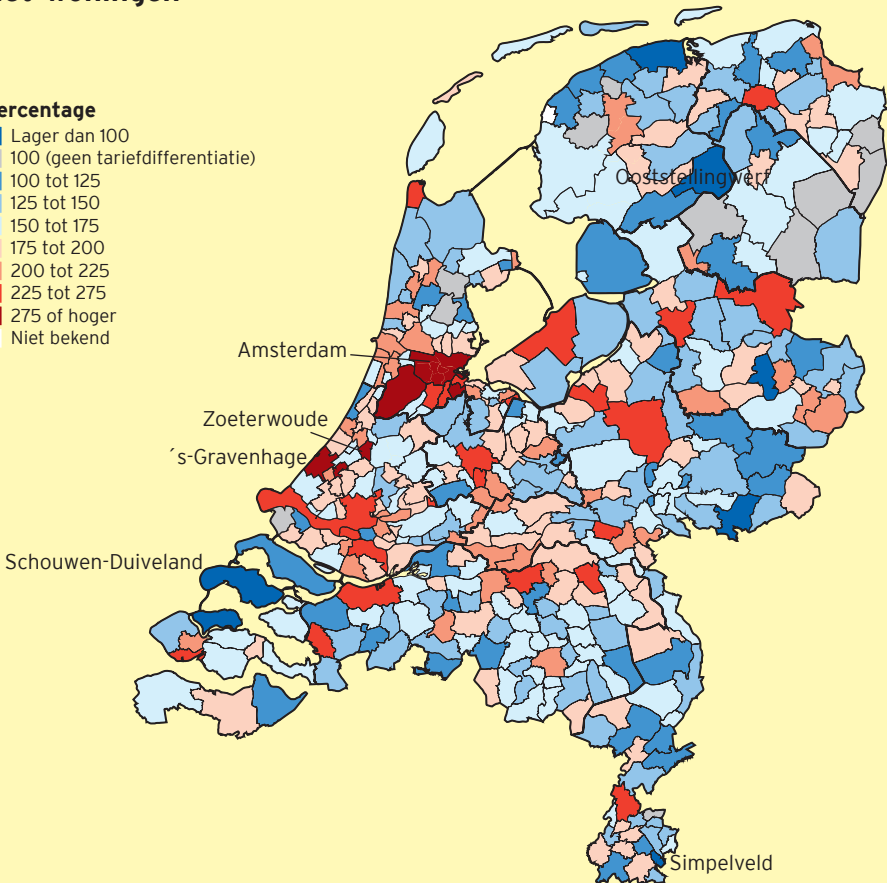 ercentage
Lager dan 100
100 (geen tariefdifferentiatie)
100 tot 125
125 tot 150
150 tot 175
175 tot 200
200 tot 225
225 tot 275
275 of hoger
Niet bekend
Ooststellingwerf
Amsterdam
Zoeterwoude
´s-Gravenhage
Schouwen-Duiveland
Simpelveld